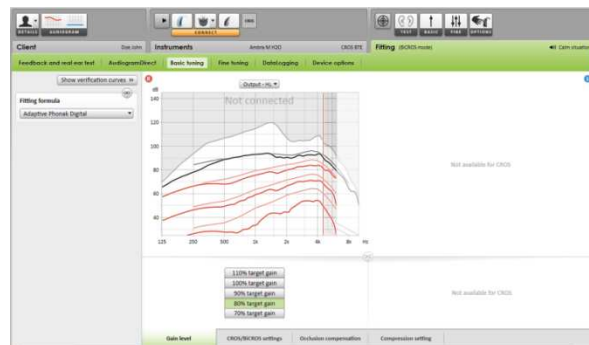 DETAILS AUDIOGRAM
CONNECT
TEST BASIC FINE OPTIONS
Client Doe John Instruments Ambra M H2O CROS BTE Fitting (BiCROS mode) Calm situation
Feedback and real ear test AudiogramDirect Basic tuning Fine tuning DataLogging Device options
Show verification curves
Fitting formula
Adaptive Phonak Digital
Output - HL
dB
Not connected
140
120
100
80
60
40
125 250 500 1k 2k 4k 8k Hz
Not available for CROS
110% target gain
100% target gain
90% target gain
80% target gain
70% target gain
Not available for CROS
Gain level CROS/BiCROS settings Occlusion compensation Compression setting